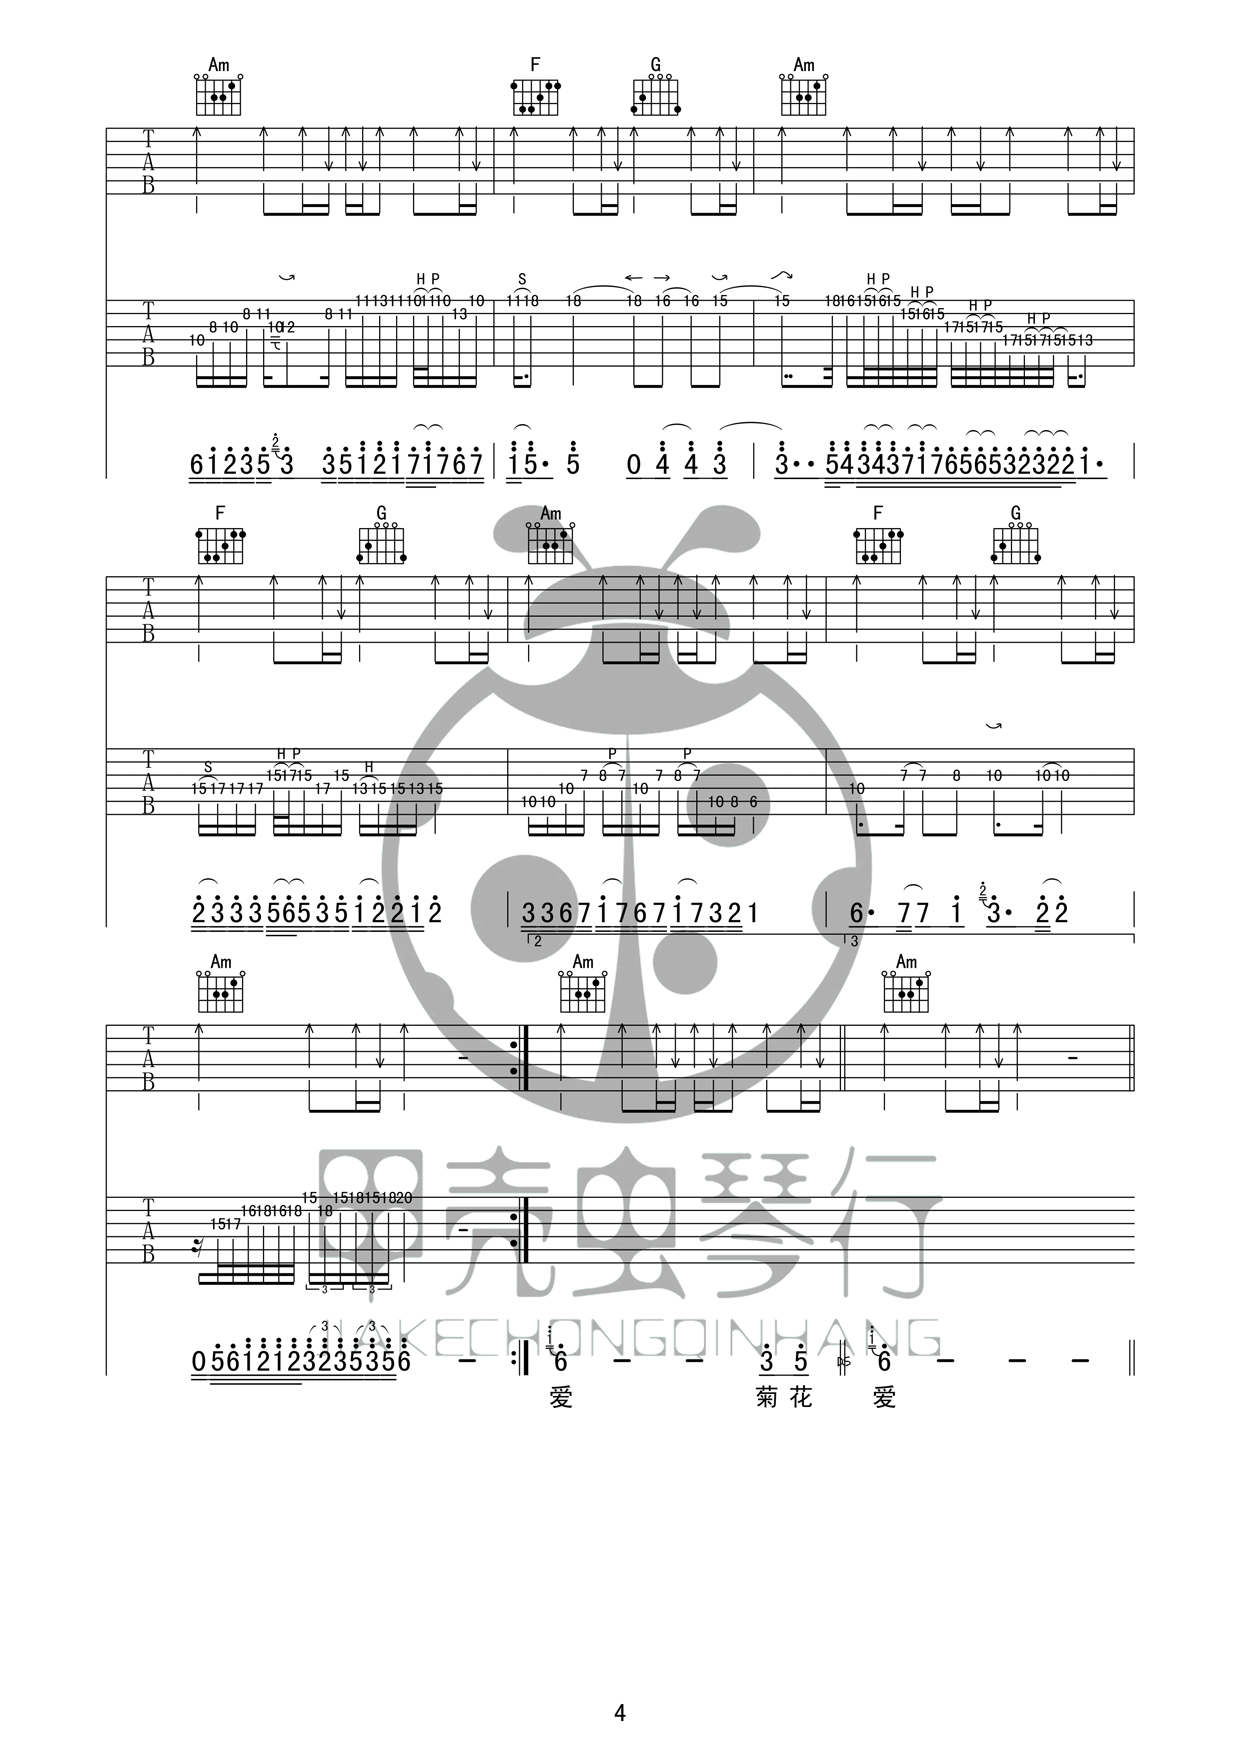 Am F G Am
T
A
B
H P
S
H P
H P
H P
H P
10 8 10 8 11 10 12 8 11 11 13 11 10 11 10 13 10 11 18 18 18 16 16 15 15 18 16 15 16 15 15 16 15 17 15 17 15 17 15 17 15 15 13
T
A
B
6 1 2 3 5 2 3 3 5 1 2 1 7 1 7 6 7 1 5· 5 0 4 4 3 3·· 5 4 3 4 3 7 1 7 6 5 6 5 3 2 3 2 2 1·
F G Am F G
T
A
B
S H P H P P
15 17 17 17 15 17 15 17 15 13 15 15 13 15 10 10 10 7 8 7 10 7 8 7 10 8 6 10 7 7 8 10 10 10
T
A
B
2 3 3 3 5 6 5 3 5 1 2 2 1 2 3 3 6 7 1 7 6 7 1 7 3 2 1 6· 7 7 1 2 3· 2 2
2 3
Am Am Am
T
A
B
15 17 16 18 16 18 15 18 15 18 15 18 20
T
A
B
3 3
甲壳虫琴行
JIAKECHONGQINHANG
3 3
0 5 6 1 2 1 2 3 2 3 5 3 5 6 – 1 6 – – 3 5 D.S 1 6 – – –
爱 菊 花 爱
4